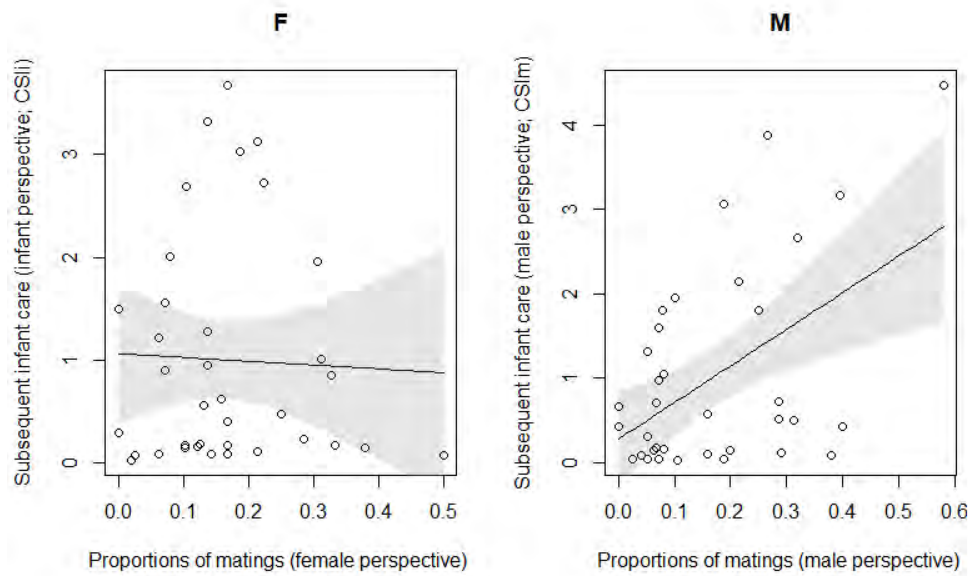 F
Subsequent infant care (infant perspective; CSIi)
3
2
1
0
0.0 0.1 0.2 0.3 0.4 0.5
Proportions of matings (female perspective)
M
Subsequent infant care (male perspective; CSIm)
4
3
2
1
0
0.0 0.1 0.2 0.3 0.4 0.5 0.6
Proportions of matings (male perspective)